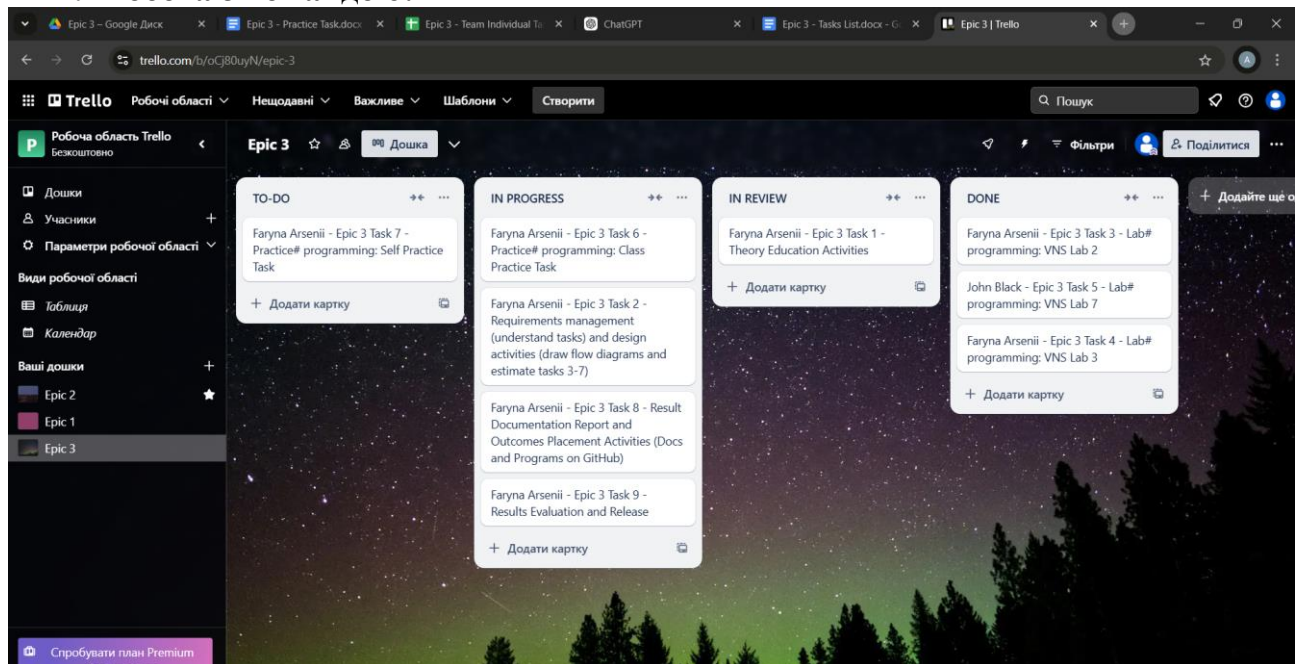 Epic 3 – Google Диск
Epic 3 - Practice Task.docx
Epic 3 - Team Individual Ta
ChatGPT
Epic 3 - Tasks List.docx - Go
Epic 3 | Trello
trello.com/b/oCj80uyN/epic-3
A
Trello
Робочі області
Нещодавні
Важливе
Шаблони
Створити
Пошук
P
Робоча область Trello
Безкоштовно
Epic 3
Дошка
Фільтри
Поділитися
Дошки
Учасники
Параметри робочої області
Види робочої області
Таблиця
Календар
Ваші дошки
Epic 2
Epic 1
Epic 3
Спробувати план Premium
TO-DO
Faryna Arsenii - Epic 3 Task 7 -
Practice# programming: Self Practice
Task
+ Додати картку
IN PROGRESS
Faryna Arsenii - Epic 3 Task 6 -
Practice# programming: Class
Practice Task
Faryna Arsenii - Epic 3 Task 2 -
Requirements management
(understand tasks) and design
activities (draw flow diagrams and
estimate tasks 3-7)
Faryna Arsenii - Epic 3 Task 8 - Result
Documentation Report and
Outcomes Placement Activities (Docs
and Programs on GitHub)
Faryna Arsenii - Epic 3 Task 9 -
Results Evaluation and Release
+ Додати картку
IN REVIEW
Faryna Arsenii - Epic 3 Task 1 -
Theory Education Activities
+ Додати картку
DONE
Faryna Arsenii - Epic 3 Task 3 - Lab#
programming: VNS Lab 2
John Black - Epic 3 Task 5 - Lab#
programming: VNS Lab 7
Faryna Arsenii - Epic 3 Task 4 - Lab#
programming: VNS Lab 3
+ Додати картку
+ Додайте ще о